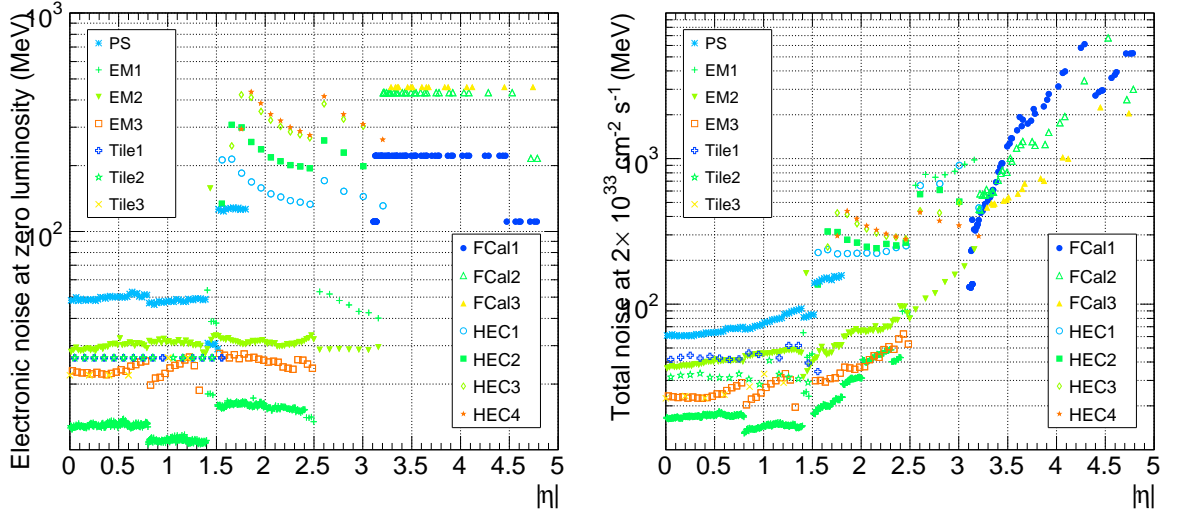 Electronic noise at zero luminosity (MeV)
10³
10²
PS
EM1
EM2
EM3
Tile1
Tile2
Tile3
FCal1
FCal2
FCal3
HEC1
HEC2
HEC3
HEC4
0 0.5 1 1.5 2 2.5 3 3.5 4 4.5 5
|η|
Total noise at 2× 10³³ cm⁻² s⁻¹ (MeV)
10³
10²
PS
EM1
EM2
EM3
Tile1
Tile2
Tile3
FCal1
FCal2
FCal3
HEC1
HEC2
HEC3
HEC4
0 0.5 1 1.5 2 2.5 3 3.5 4 4.5 5
|η|